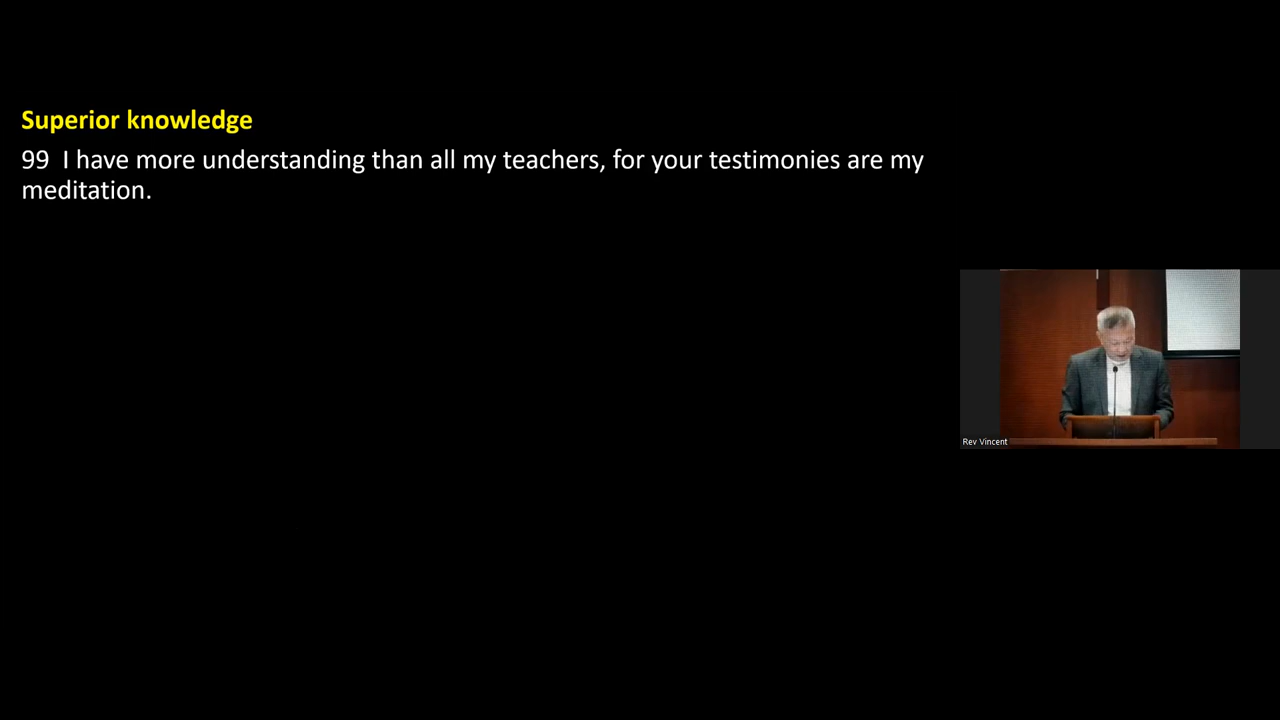 Superior knowledge
99 I have more understanding than all my teachers, for your testimonies are my
meditation.
Rev Vincent